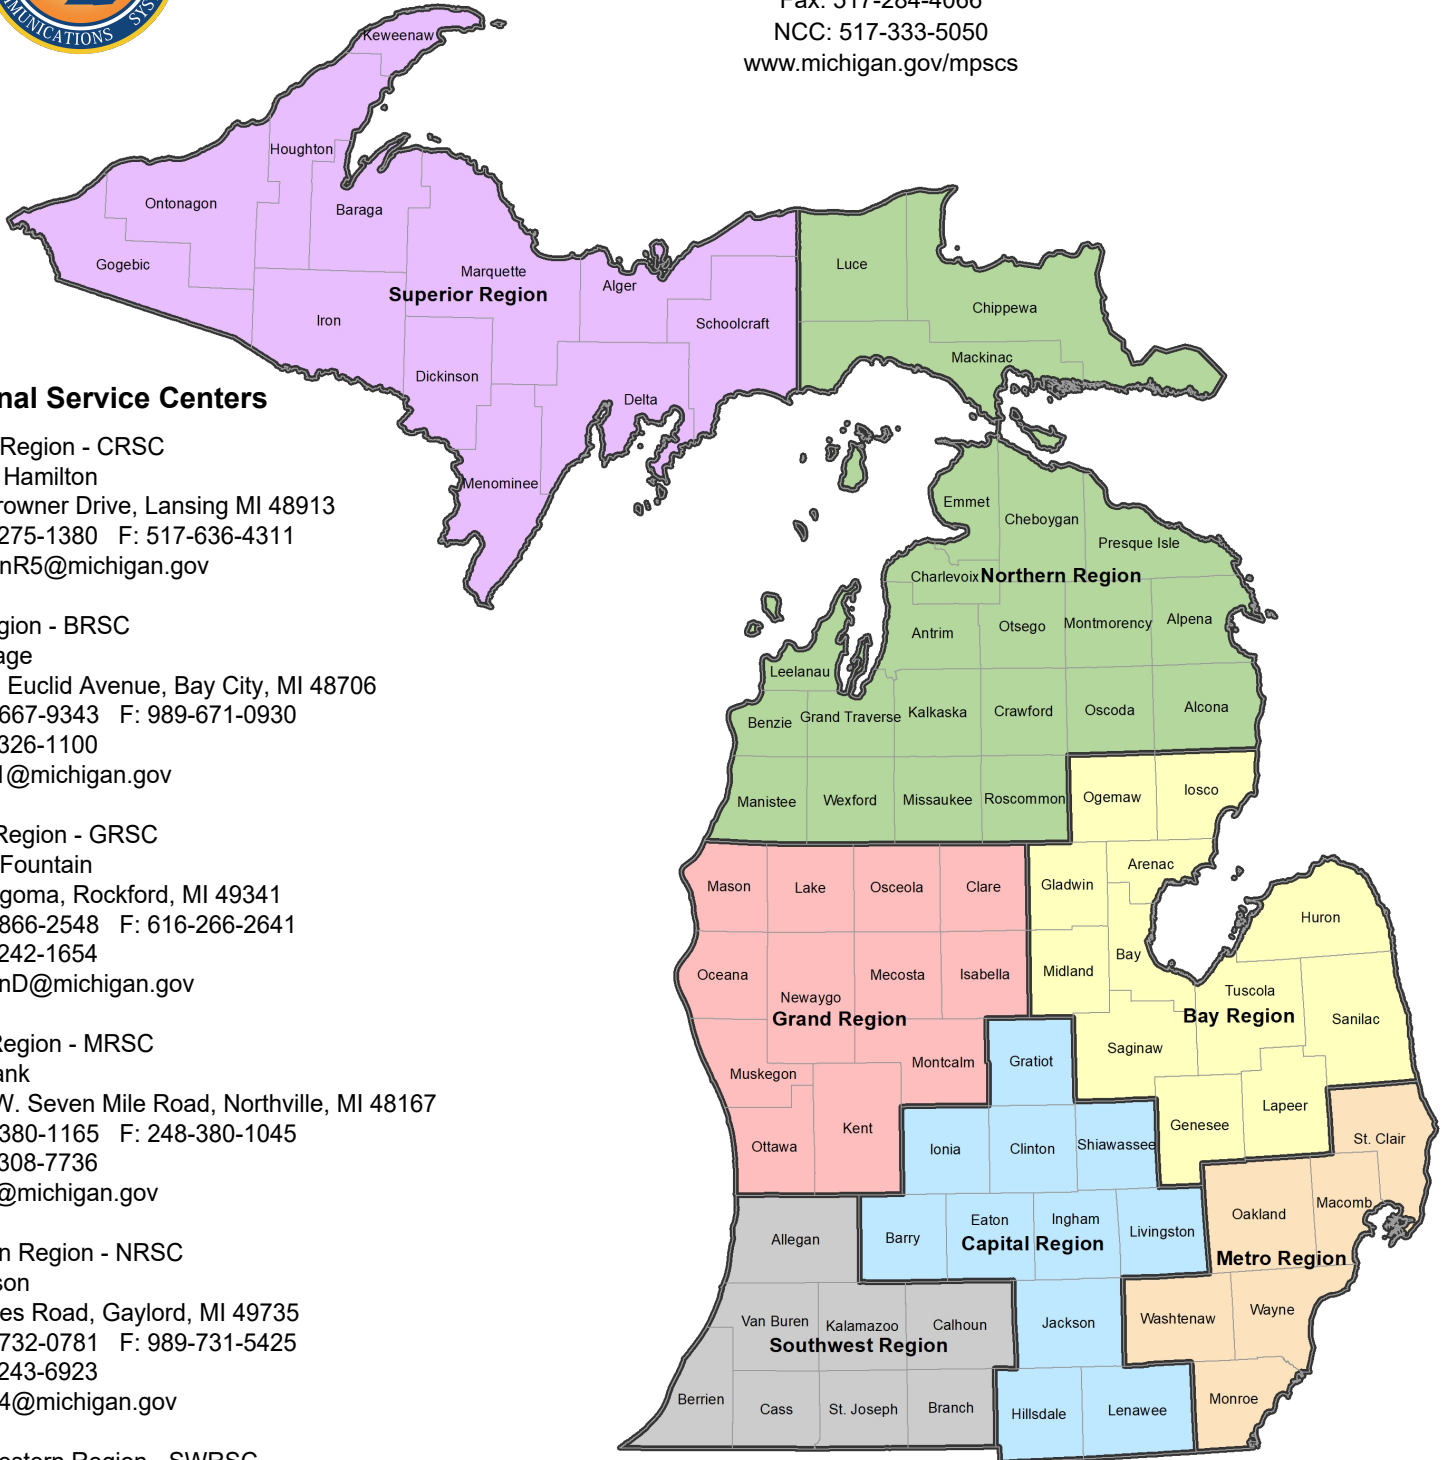 MUNICATIONS SYS
Fax: 517-284-4066
NCC: 517-333-5050
www.michigan.gov/mpscs
Keweenaw
Houghton
Ontonagon
Baraga
Gogebic
Marquette
Superior Region
Alger
Iron
Schoolcraft
Dickinson
Delta
Menominee
Luce
Chippewa
Mackinac
nal Service Centers
Region - CRSC
Hamilton
rowner Drive, Lansing MI 48913
275-1380 F: 517-636-4311
nR5@michigan.gov
gion - BRSC
age
Euclid Avenue, Bay City, MI 48706
667-9343 F: 989-671-0930
326-1100
1@michigan.gov
Region - GRSC
Fountain
goma, Rockford, MI 49341
866-2548 F: 616-266-2641
242-1654
nD@michigan.gov
Region - MRSC
ank
W. Seven Mile Road, Northville, MI 48167
380-1165 F: 248-380-1045
308-7736
@michigan.gov
n Region - NRSC
son
es Road, Gaylord, MI 49735
732-0781 F: 989-731-5425
243-6923
4@michigan.gov
estern Region - SWRSC
Emmet
Cheboygan
Presque Isle
Charlevoix
Northern Region
Antrim
Otsego
Montmorency
Alpena
Leelanau
Benzie
Grand Traverse
Kalkaska
Crawford
Oscoda
Alcona
Manistee
Wexford
Missaukee
Roscommon
Ogemaw
Iosco
Arenac
Mason
Lake
Osceola
Clare
Gladwin
Huron
Oceana
Newaygo
Mecosta
Isabella
Midland
Bay
Tuscola
Grand Region
Bay Region
Sanilac
Muskegon
Montcalm
Gratiot
Saginaw
Lapeer
Ottawa
Kent
Ionia
Clinton
Shiawassee
Genesee
St. Clair
Allegan
Barry
Eaton
Ingham
Livingston
Capital Region
Oakland
Macomb
Metro Region
Van Buren
Kalamazoo
Calhoun
Southwest Region
Jackson
Washtenaw
Wayne
Berrien
Cass
St. Joseph
Branch
Hillsdale
Lenawee
Monroe